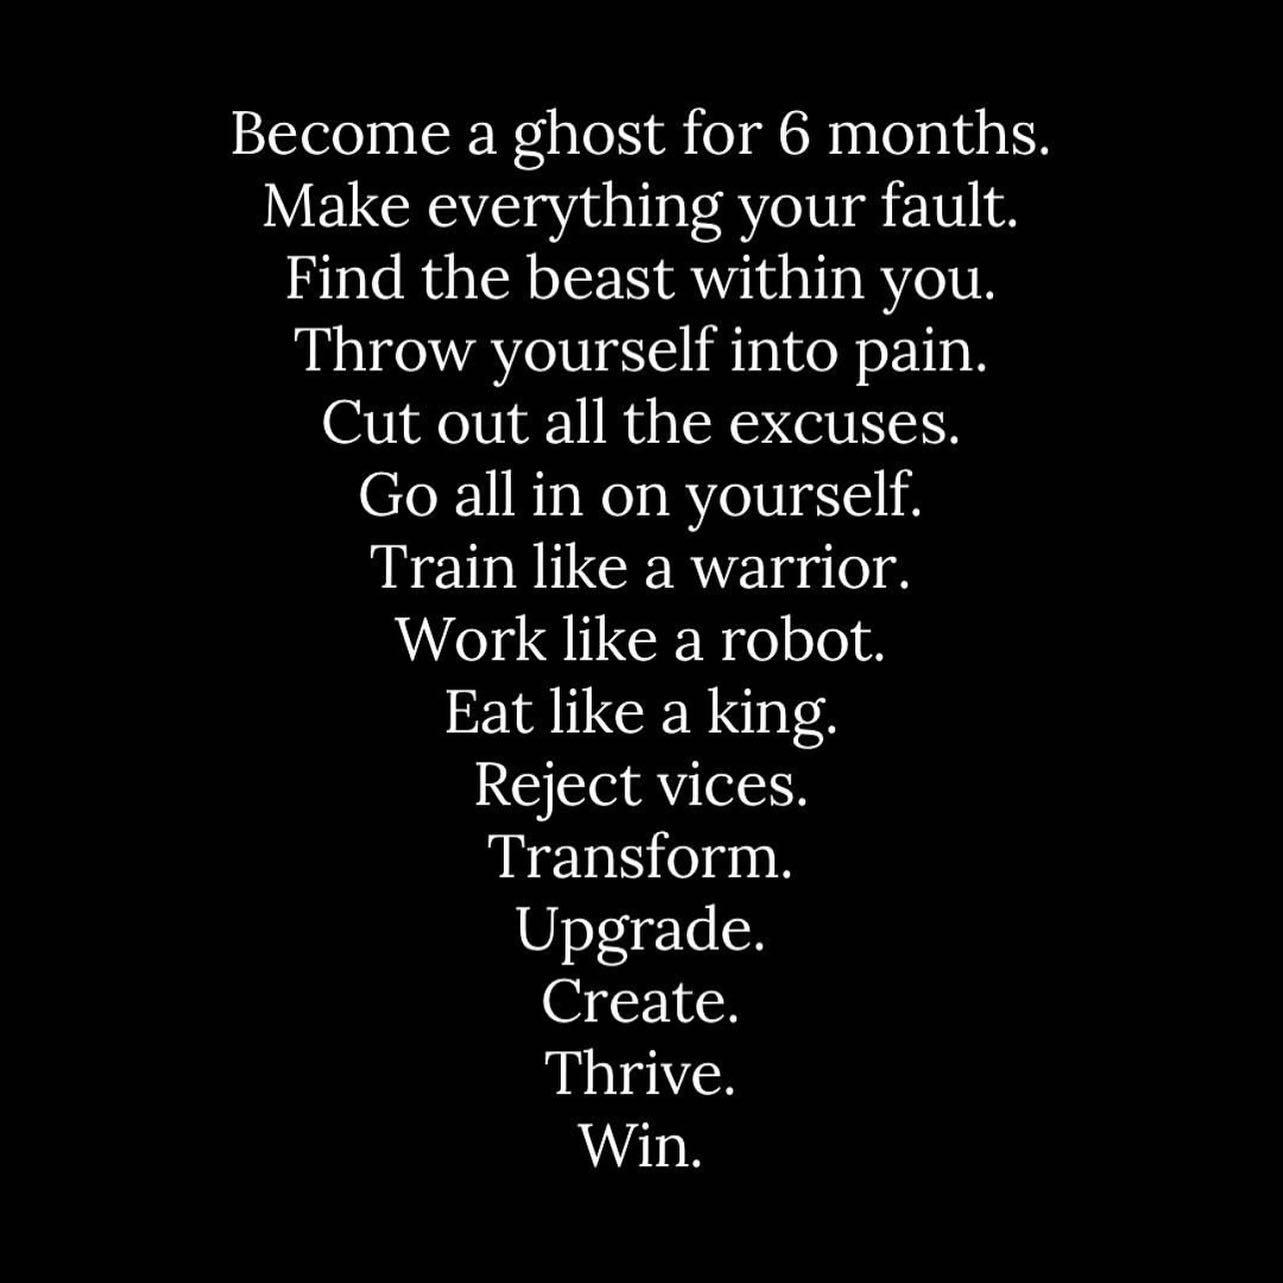 Become a ghost for 6 months.
Make everything your fault.
Find the beast within you.
Throw yourself into pain.
Cut out all the excuses.
Go all in on yourself.
Train like a warrior.
Work like a robot.
Eat like a king.
Reject vices.
Transform.
Upgrade.
Create.
Thrive.
Win.